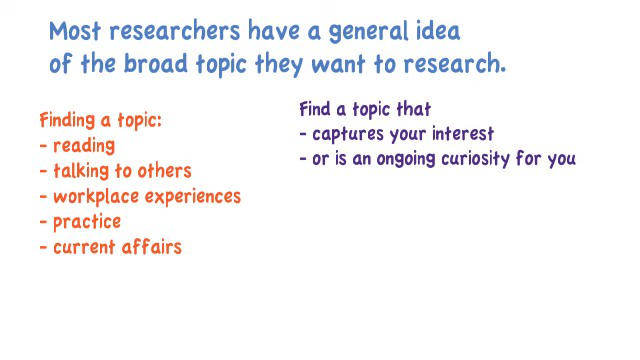 Most researchers have a general idea
of the broad topic they want to research.
Finding a topic:
- reading
- talking to others
- workplace experiences
- practice
- current affairs
Find a topic that
- captures your interest
- or is an ongoing curiosity for you